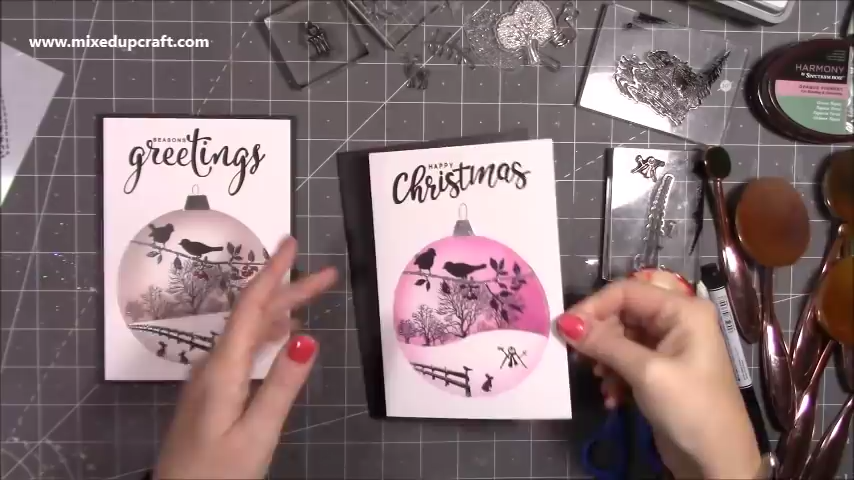 www.mixedupcraft.com
SEASONS
greetings
HAPPY
Christmas
HARMONY
by Spectrum Noir